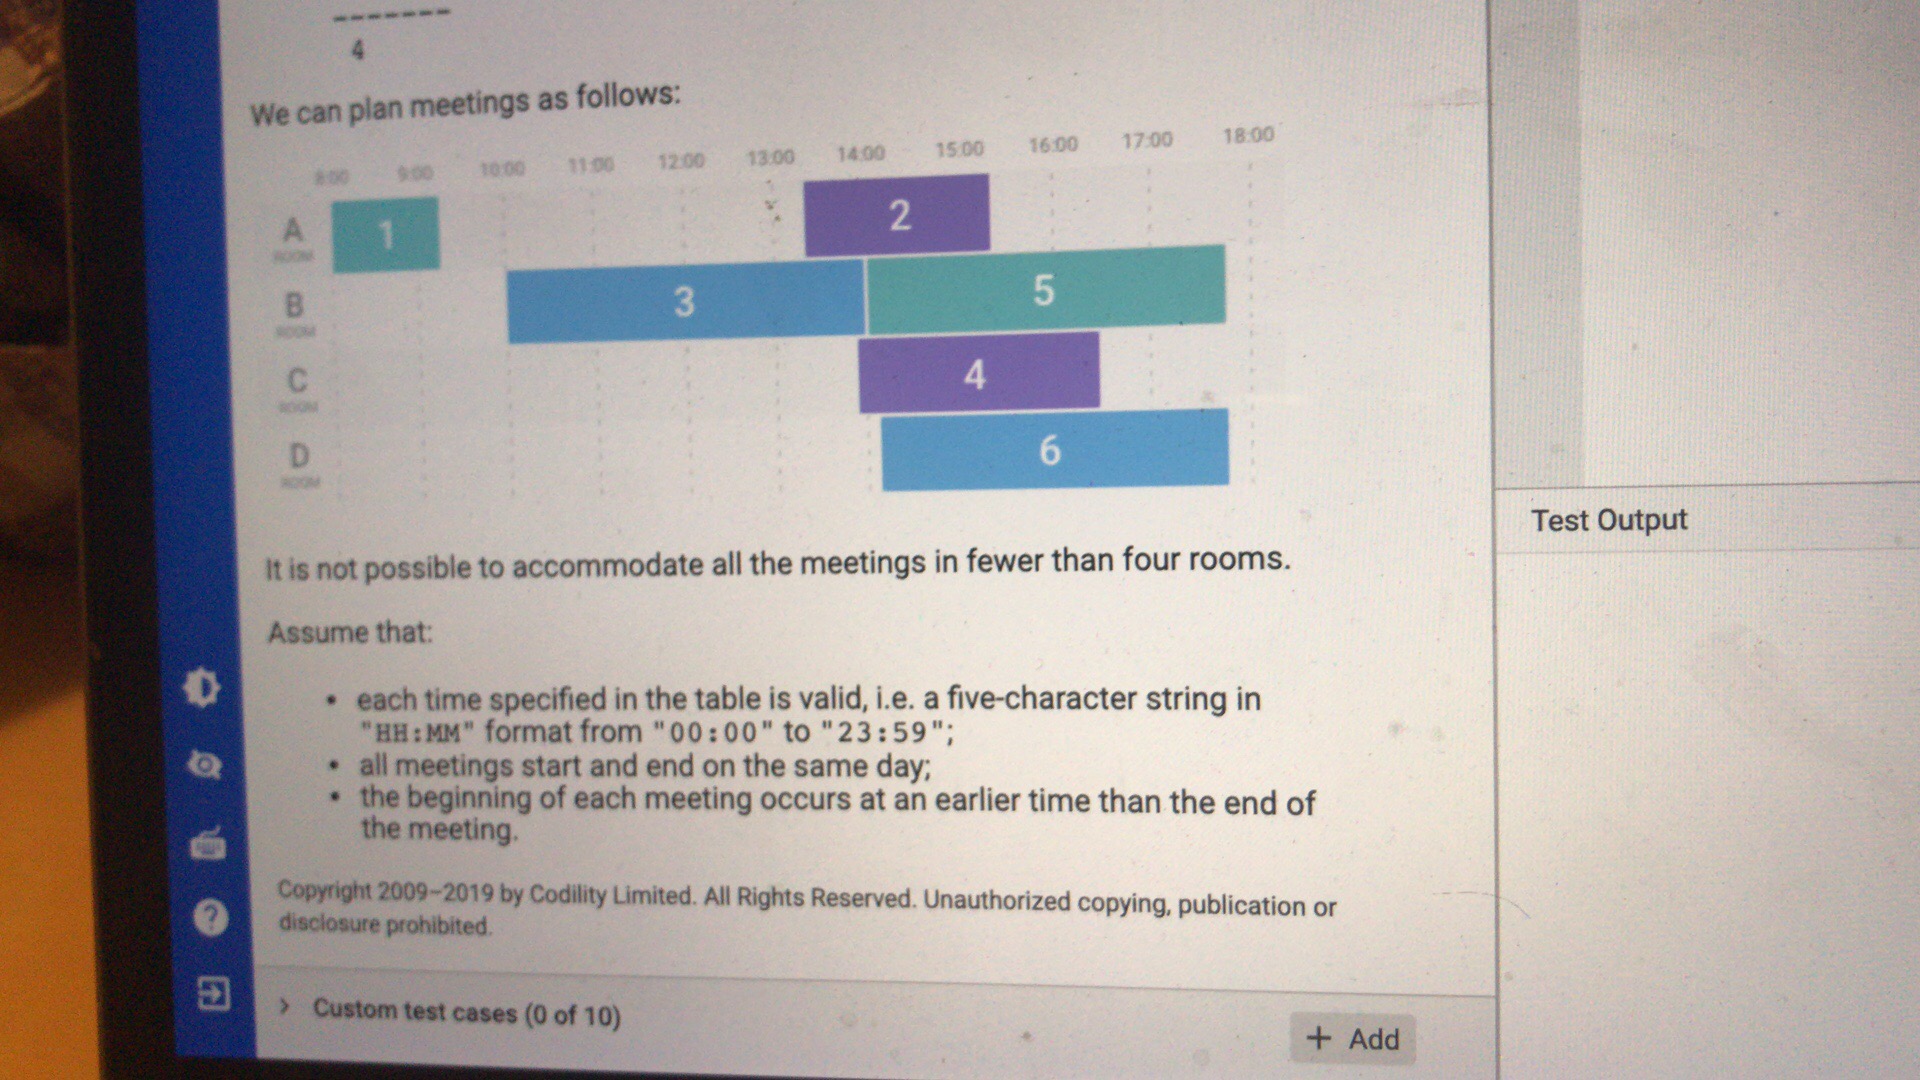 -------
4
We can plan meetings as follows:
8:00 9:00 10:00 11:00 12:00 13:00 14:00 15:00 16:00 17:00 18:00
A
ROOM
1
2
B
ROOM
3
5
C
ROOM
4
D
ROOM
6
It is not possible to accommodate all the meetings in fewer than four rooms.
Assume that:
• each time specified in the table is valid, i.e. a five-character string in
"HH:MM" format from "00:00" to "23:59";
• all meetings start and end on the same day;
• the beginning of each meeting occurs at an earlier time than the end of
the meeting.
Copyright 2009–2019 by Codility Limited. All Rights Reserved. Unauthorized copying, publication or
disclosure prohibited.
> Custom test cases (0 of 10)
+ Add
Test Output